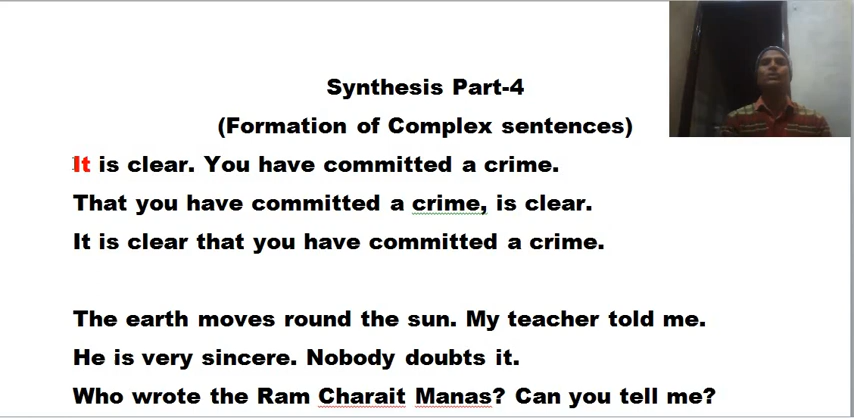 Synthesis Part-4
(Formation of Complex sentences)
It is clear. You have committed a crime.
That you have committed a crime, is clear.
It is clear that you have committed a crime.
The earth moves round the sun. My teacher told me.
He is very sincere. Nobody doubts it.
Who wrote the Ram Charait Manas? Can you tell me?